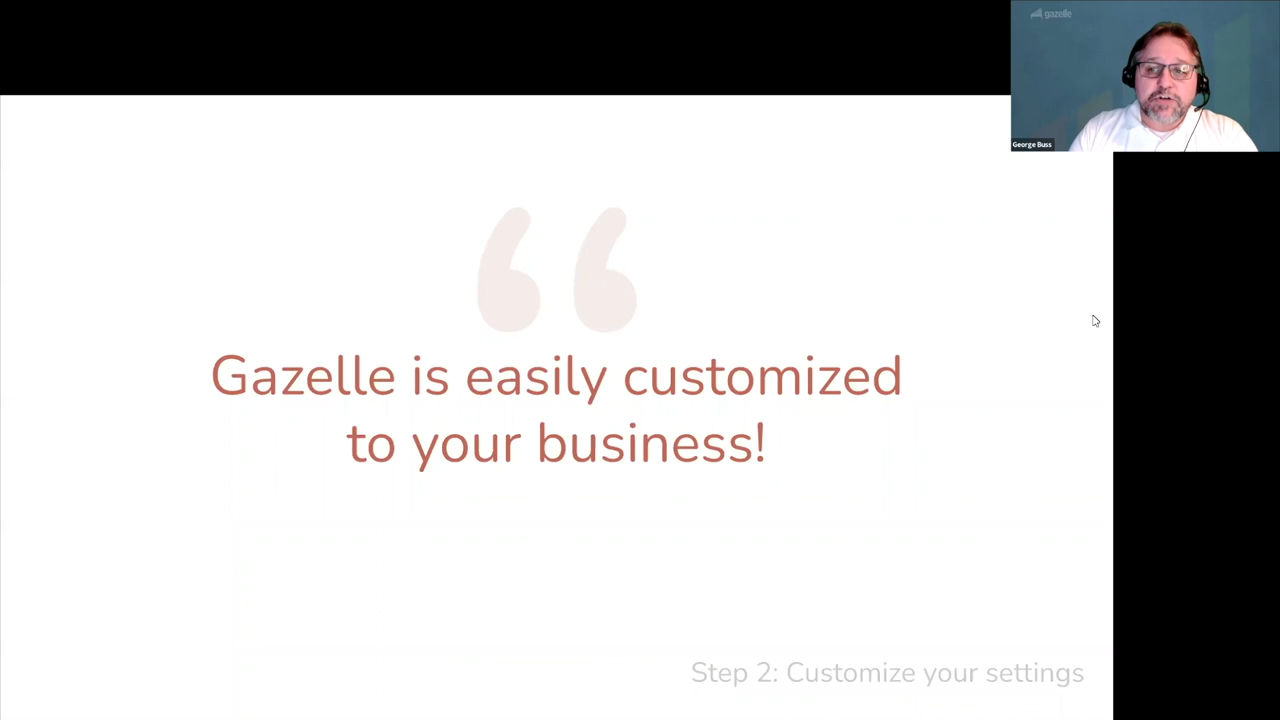 gazelle
George Buss
“
Gazelle is easily customized
to your business!
Step 2: Customize your settings